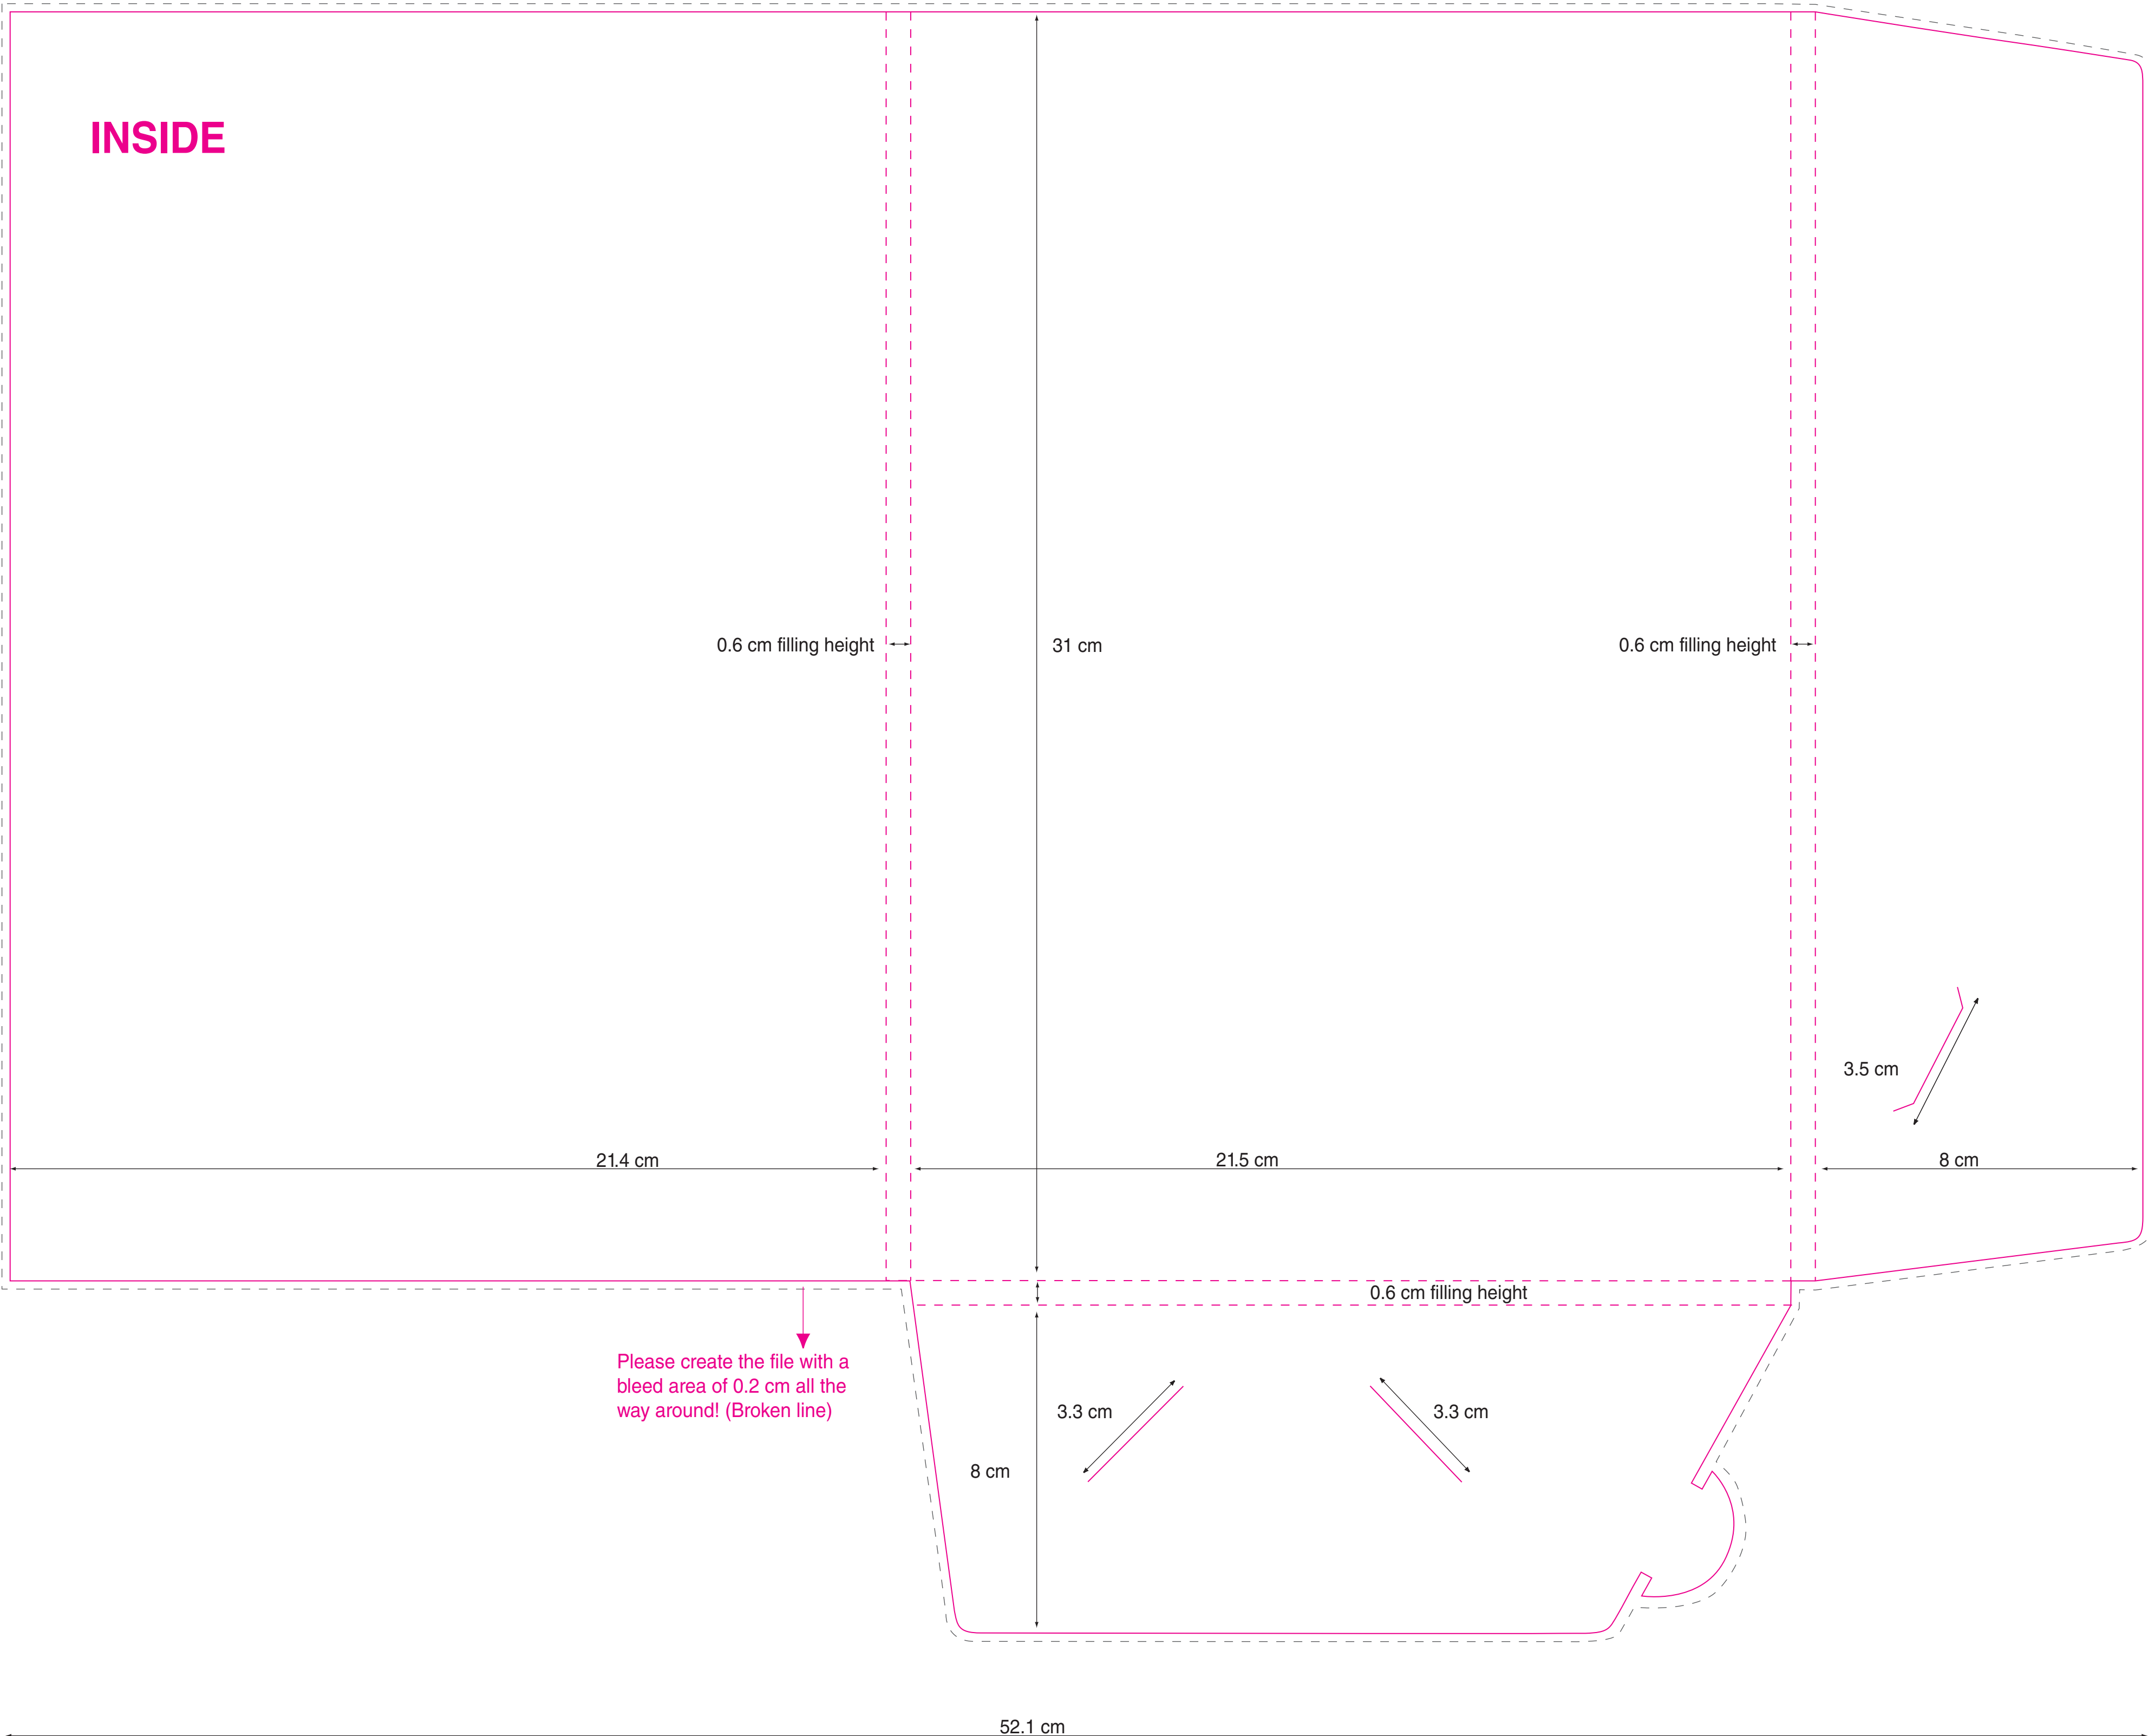 INSIDE
0.6 cm filling height
31 cm
0.6 cm filling height
3.5 cm
21.4 cm
21.5 cm
8 cm
0.6 cm filling height
Please create the file with a
bleed area of 0.2 cm all the
way around! (Broken line)
3.3 cm
3.3 cm
8 cm
52.1 cm